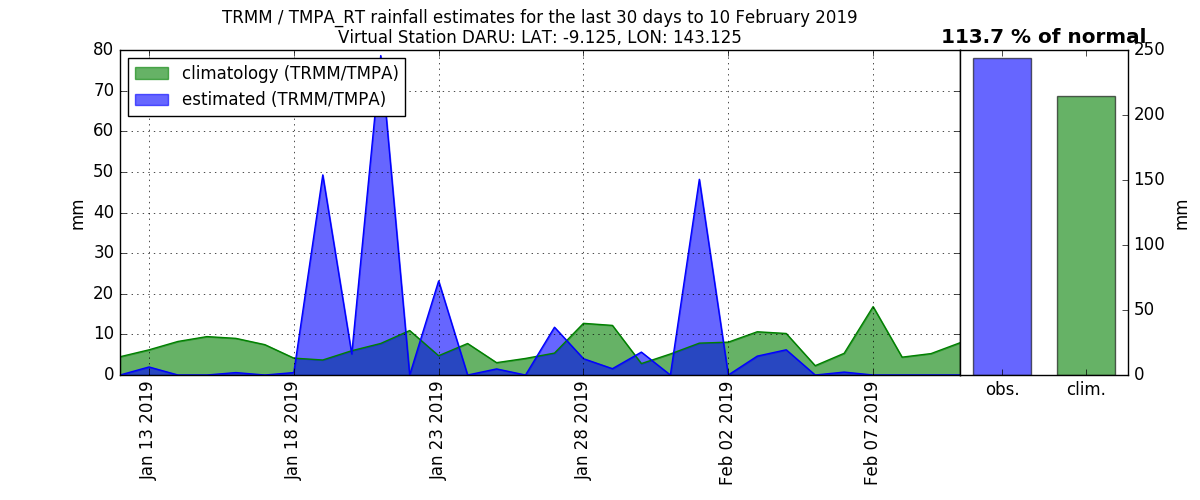 TRMM / TMPA_RT rainfall estimates for the last 30 days to 10 February 2019
Virtual Station DARU: LAT: -9.125, LON: 143.125
113.7 % of normal
climatology (TRMM/TMPA)
estimated (TRMM/TMPA)
mm
80
70
60
50
40
30
20
10
0
Jan 13 2019
Jan 18 2019
Jan 23 2019
Jan 28 2019
Feb 02 2019
Feb 07 2019
obs.
clim.
250
200
150
100
50
0
mm